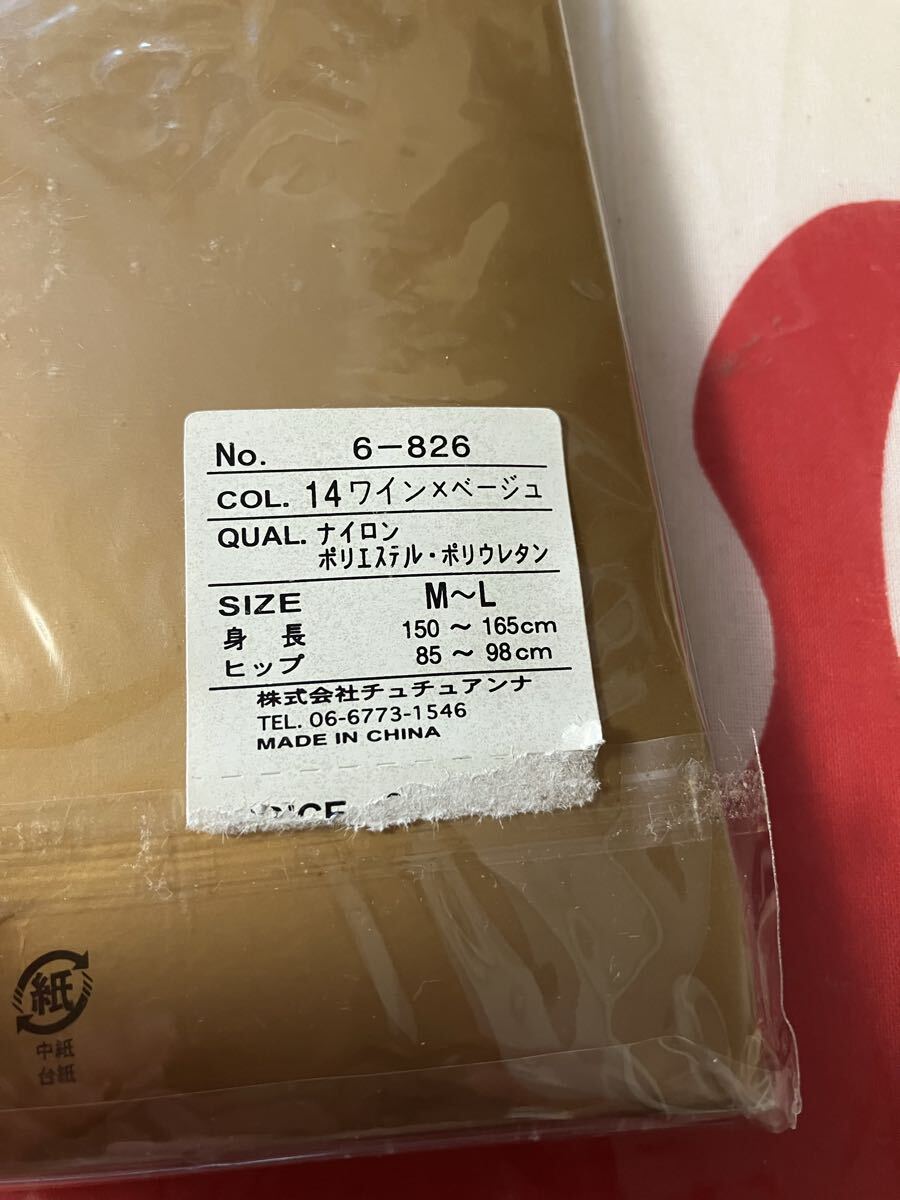 No. 6-826
COL. 14ワイン×ベージュ
QUAL. ナイロン
ポリエステル・ポリウレタン
SIZE M～L
身長 150～165cm
ヒップ 85～98cm
株式会社チュチュアンナ
TEL. 06-6773-1546
MADE IN CHINA
紙
中紙
台紙